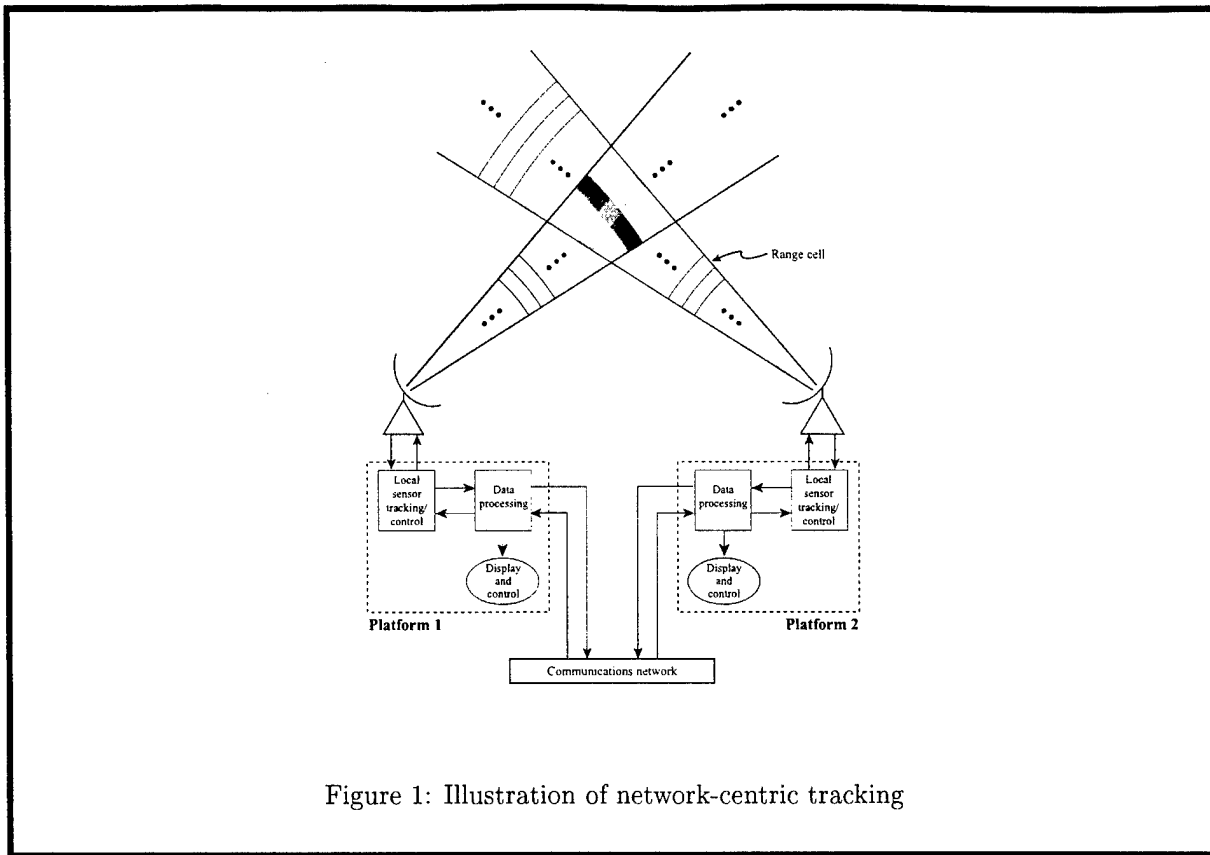 Range cell
Local
sensor
tracking/
control
Data
processing
Display
and
control
Platform 1
Data
processing
Local
sensor
tracking/
control
Display
and
control
Platform 2
Communications network
Figure 1: Illustration of network-centric tracking